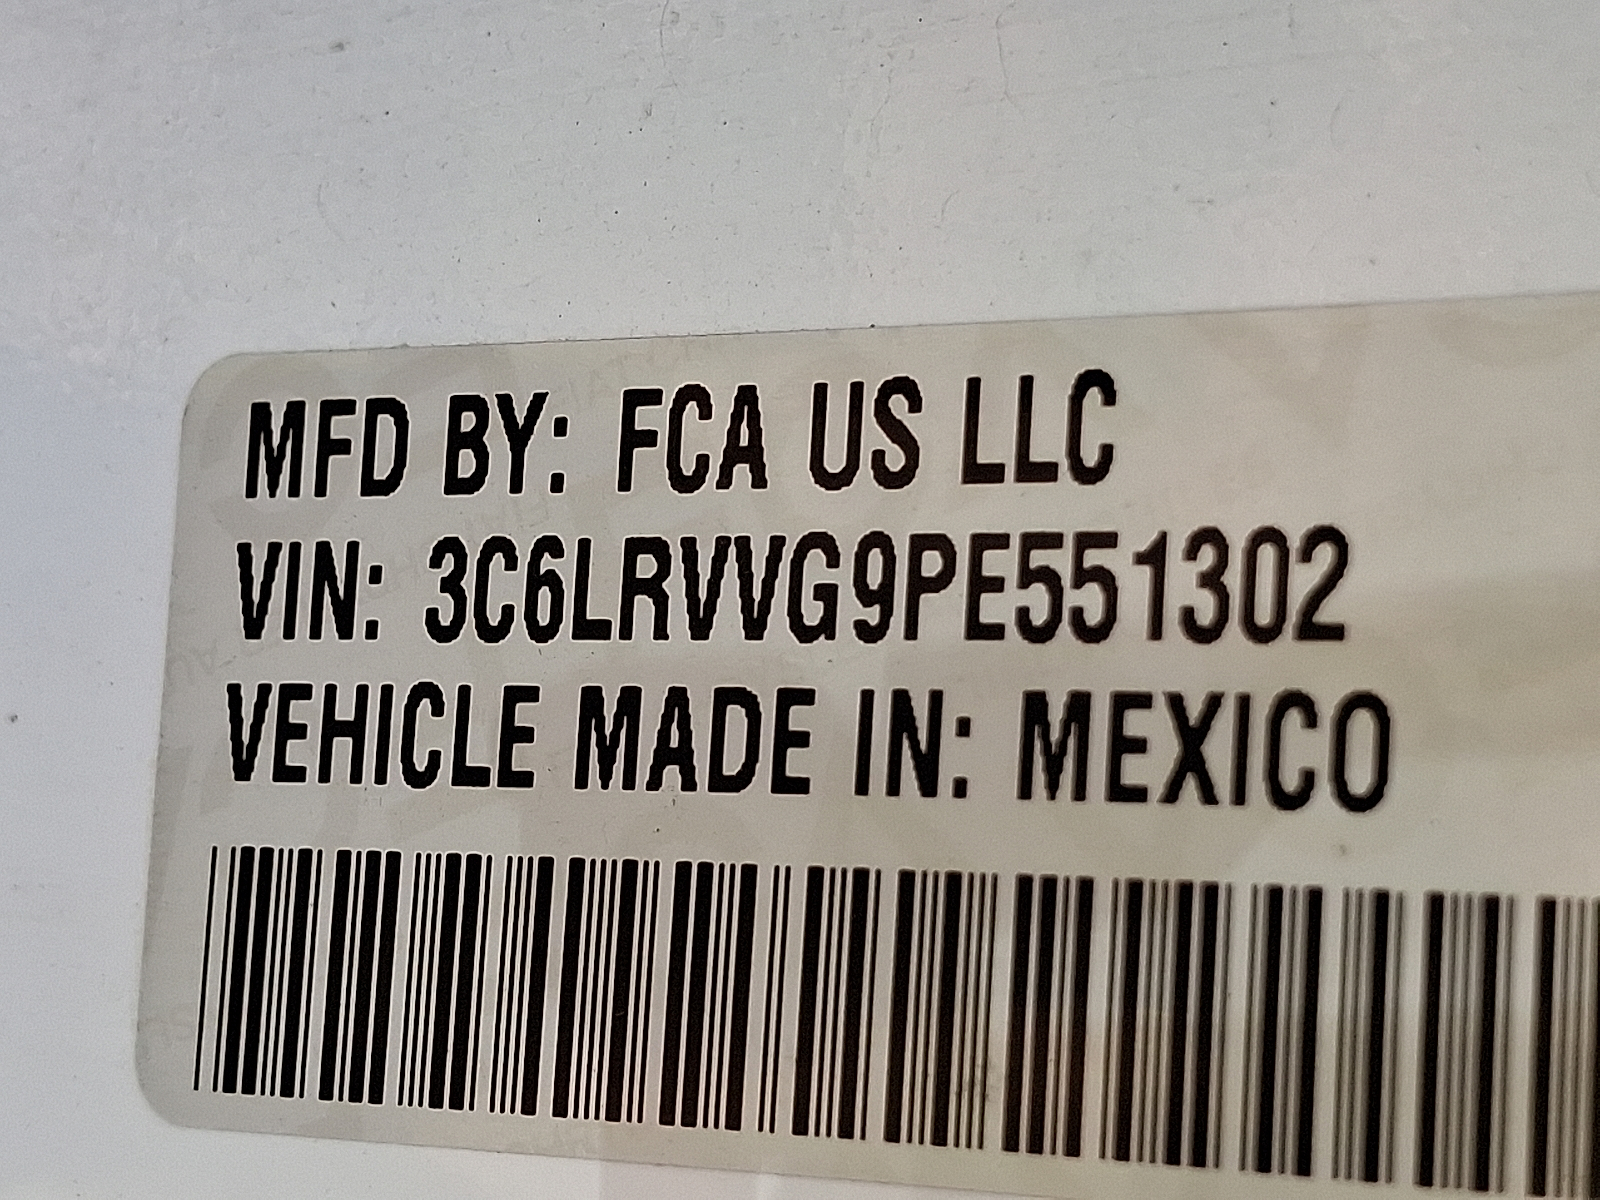 MFD BY: FCA US LLC
VIN: 3C6LRVVG9PE551302
VEHICLE MADE IN: MEXICO